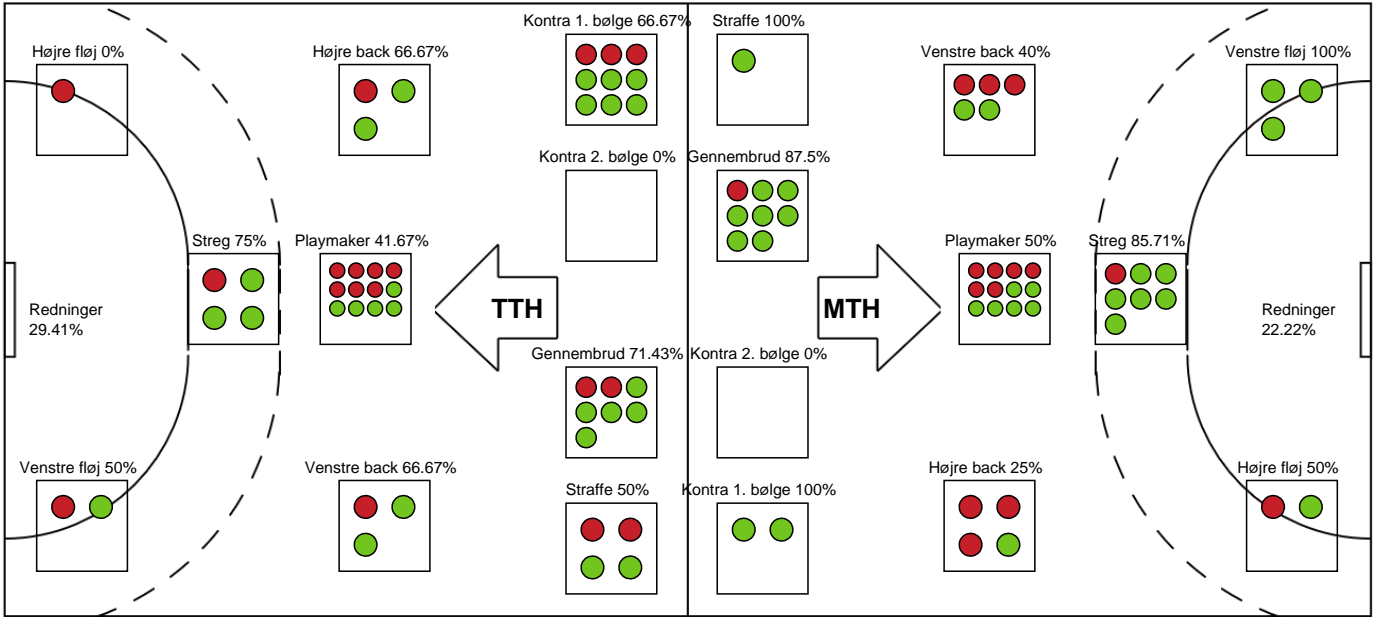 Kontra 1. bølge 66.67%
Straffe 100%
Højre fløj 0%
Højre back 66.67%
Venstre back 40%
Venstre fløj 100%
Kontra 2. bølge 0%
Gennembrud 87.5%
Streg 75%
Playmaker 41.67%
Playmaker 50%
Streg 85.71%
Redninger
29.41%
TTH
MTH
Redninger
22.22%
Gennembrud 71.43%
Kontra 2. bølge 0%
Venstre fløj 50%
Venstre back 66.67%
Højre back 25%
Højre fløj 50%
Straffe 50%
Kontra 1. bølge 100%